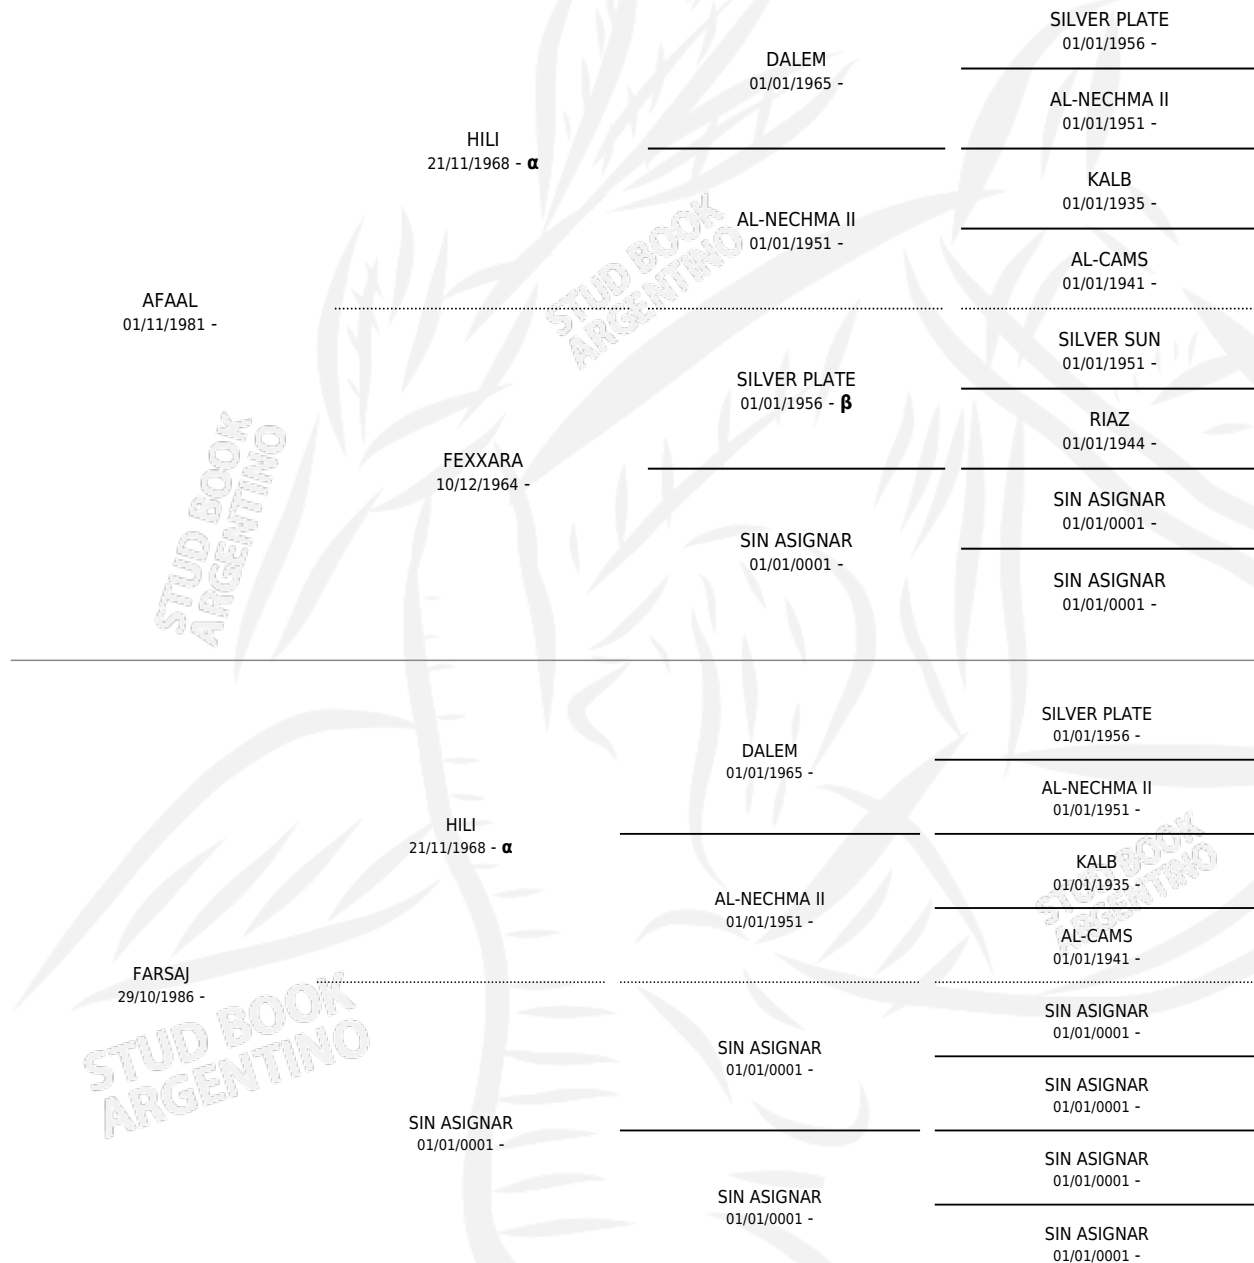 SILVER PLATE
01/01/1956 -
DALEM
01/01/1965 -
AL-NECHMA II
01/01/1951 -
HILI
21/11/1968 - α
KALB
01/01/1935 -
AL-NECHMA II
01/01/1951 -
AL-CAMS
01/01/1941 -
AFAAL
01/11/1981 -
SILVER SUN
01/01/1951 -
SILVER PLATE
01/01/1956 - β
RIAZ
01/01/1944 -
FEXXARA
10/12/1964 -
SIN ASIGNAR
01/01/0001 -
SIN ASIGNAR
01/01/0001 -
SIN ASIGNAR
01/01/0001 -
STUD BOOK
ARGENTINO
STUD BOOK
ARGENTINO
SILVER PLATE
01/01/1956 -
DALEM
01/01/1965 -
AL-NECHMA II
01/01/1951 -
HILI
21/11/1968 - α
KALB
01/01/1935 -
AL-NECHMA II
01/01/1951 -
AL-CAMS
01/01/1941 -
FARSAJ
29/10/1986 -
SIN ASIGNAR
01/01/0001 -
SIN ASIGNAR
01/01/0001 -
SIN ASIGNAR
01/01/0001 -
SIN ASIGNAR
01/01/0001 -
SIN ASIGNAR
01/01/0001 -
SIN ASIGNAR
01/01/0001 -
SIN ASIGNAR
01/01/0001 -
STUD BOOK
ARGENTINO
STUD BOOK
ARGENTINO